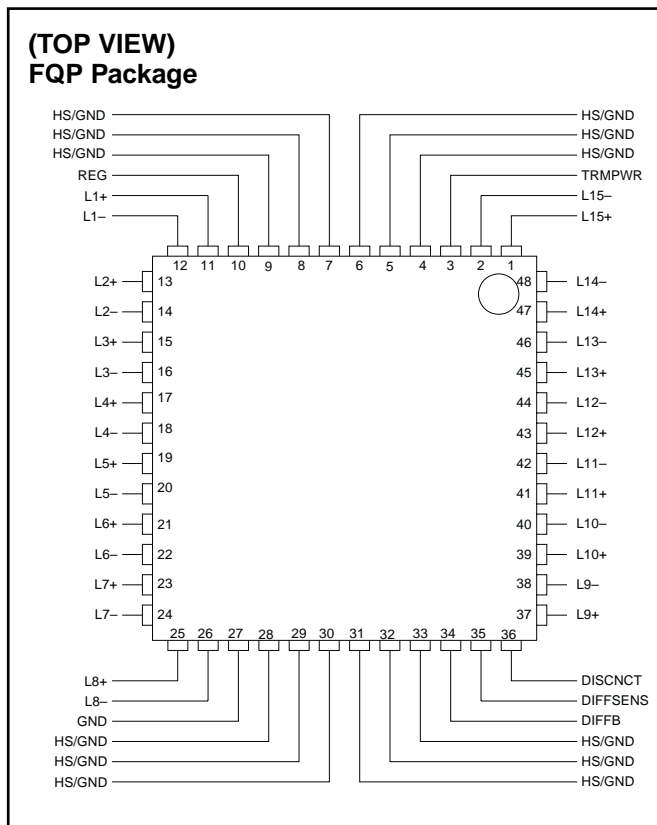 (TOP VIEW)
FQP Package
HS/GND
HS/GND
HS/GND
REG
L1+
L1–
HS/GND
HS/GND
HS/GND
TRMPWR
L15–
L15+
12 11 10 9 8 7 6 5 4 3 2 1
L2+ 13
L2– 14
L3+ 15
L3– 16
L4+ 17
L4– 18
L5+ 19
L5– 20
L6+ 21
L6– 22
L7+ 23
L7– 24
48 L14–
47 L14+
46 L13–
45 L13+
44 L12–
43 L12+
42 L11–
41 L11+
40 L10–
39 L10+
38 L9–
37 L9+
25 26 27 28 29 30 31 32 33 34 35 36
L8+
L8–
GND
HS/GND
HS/GND
HS/GND
DISCNCT
DIFFSENS
DIFFB
HS/GND
HS/GND
HS/GND